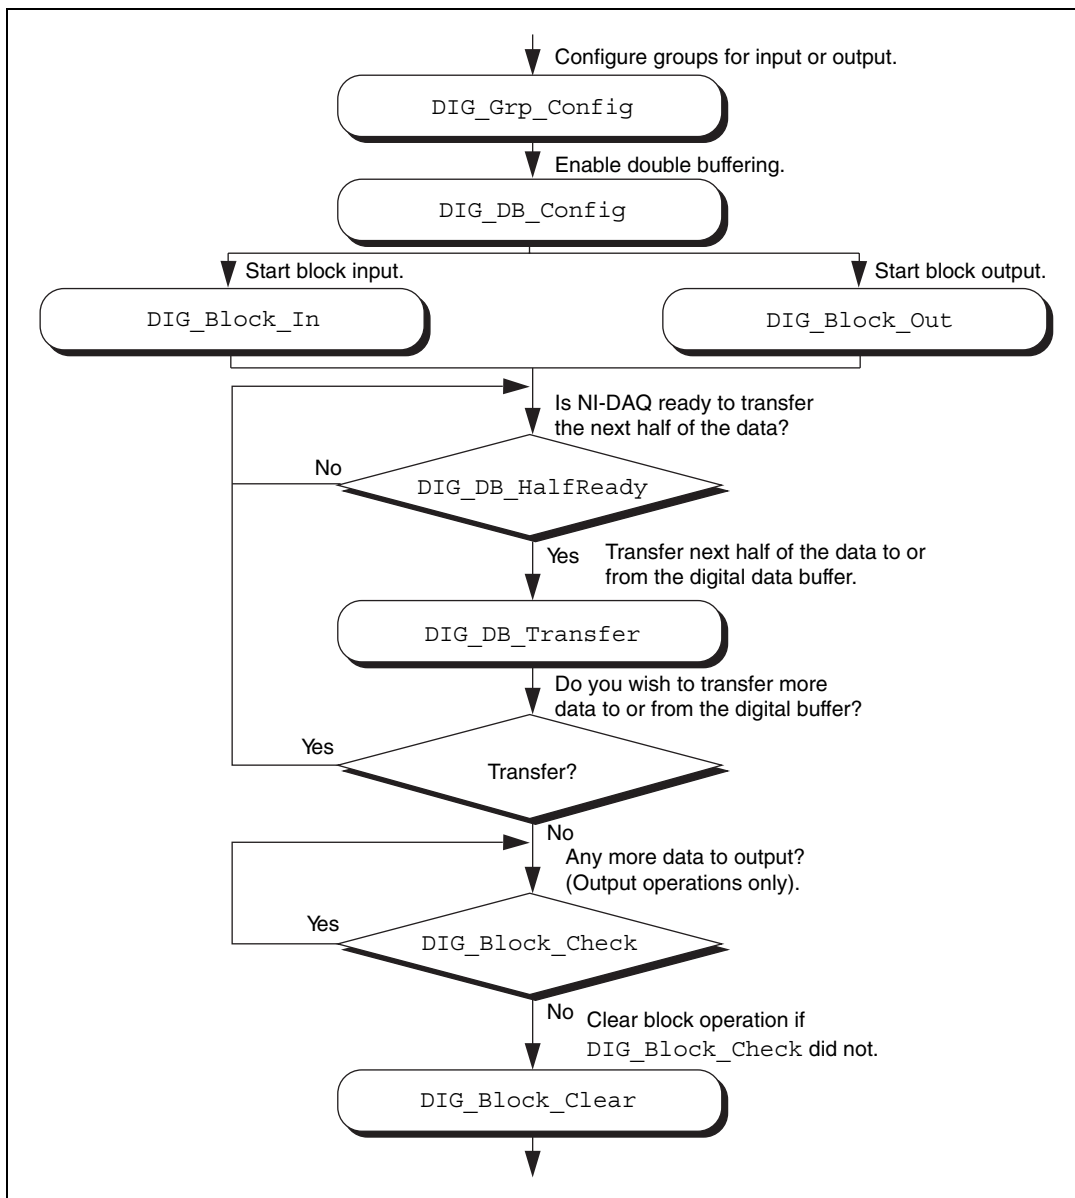 Configure groups for input or output.
DIG_Grp_Config
Enable double buffering.
DIG_DB_Config
Start block input.
Start block output.
DIG_Block_In
DIG_Block_Out
Is NI-DAQ ready to transfer
the next half of the data?
No
DIG_DB_HalfReady
Yes
Transfer next half of the data to or
from the digital data buffer.
DIG_DB_Transfer
Do you wish to transfer more
data to or from the digital buffer?
Yes
Transfer?
No
Any more data to output?
(Output operations only).
Yes
DIG_Block_Check
No
Clear block operation if
DIG_Block_Check did not.
DIG_Block_Clear